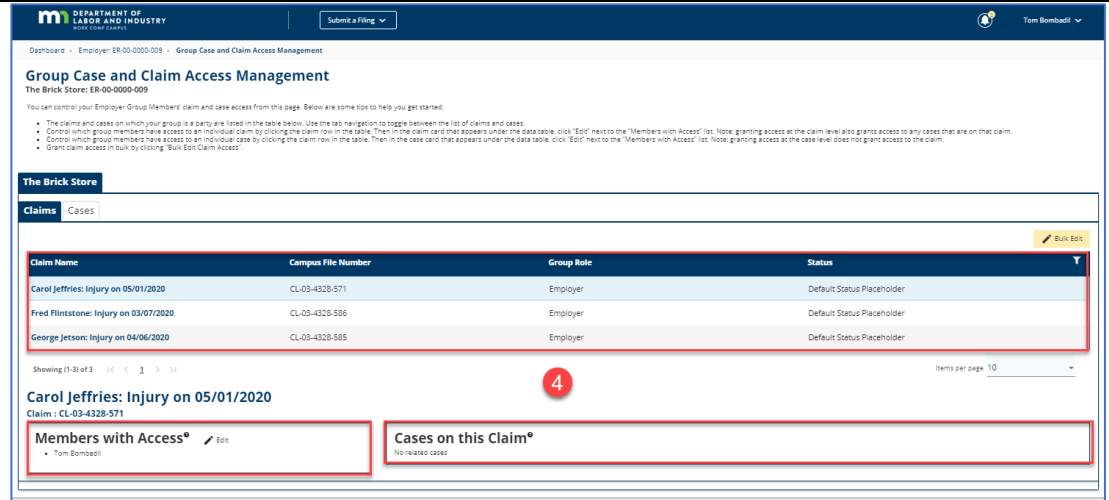 DEPARTMENT OF
LABOR AND INDUSTRY
WORK COMP CAMPUS
Submit a Filing
Tom Bombadil
Dashboard › Employer: ER-00-0000-009 › Group Case and Claim Access Management
Group Case and Claim Access Management
The Brick Store: ER-00-0000-009
You can control your Employer Group Members' claim and case access from this page. Below are some tips to help you get started:
• The claims and cases on which your group is a party are listed in the table below. Use the tab navigation to toggle between the list of claims and cases.
• Control which group members have access to an individual claim by clicking the claim row in the table. Then in the claim card that appears under the data table, click "Edit" next to the "Members with Access" list. Note: granting access at the claim level also grants access to any cases that are on that claim.
• Control which group members have access to an individual case by clicking the claim row in the table. Then in the case card that appears under the data table, click "Edit" next to the "Members with Access" list. Note: granting access at the case level does not grant access to the claim.
• Grant claim access in bulk by clicking "Bulk Edit Claim Access".
The Brick Store
Claims Cases
Bulk Edit
Claim Name Campus File Number Group Role Status
Carol Jeffries: Injury on 05/01/2020 CL-03-4328-571 Employer Default Status Placeholder
Fred Flintstone: Injury on 03/07/2020 CL-03-4328-586 Employer Default Status Placeholder
George Jetson: Injury on 04/06/2020 CL-03-4328-585 Employer Default Status Placeholder
Showing (1-3) of 3 |< < 1 > >| Items per page 10
4
Carol Jeffries: Injury on 05/01/2020
Claim : CL-03-4328-571
Members with Access Edit
• Tom Bombadil
Cases on this Claim
No related cases